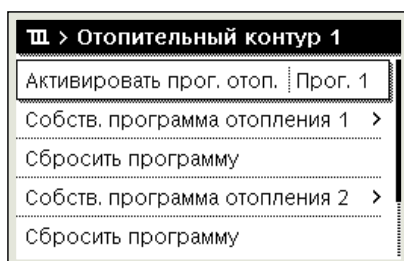 > Отопительный контур 1
Активировать прог. отоп. Прог. 1
Собств. программа отопления 1 >
Сбросить программу
Собств. программа отопления 2 >
Сбросить программу